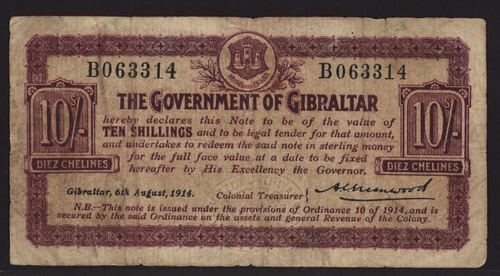 B063314 B063314
THE GOVERNMENT OF GIBRALTAR
hereby declares this Note to be of the value of
10/- TEN SHILLINGS and to be legal tender for that amount, 10/-
and undertakes to redeem the said note in sterling money
for the full face value at a date to be fixed
DIEZ CHELINES hereafter by His Excellency the Governor. DIEZ CHELINES
Gibraltar, 6th August, 1914. Colonial Treasurer
N.B.—This note is issued under the provisions of Ordinance 10 of 1914, and is
secured by the said Ordinance on the assets and general Revenue of the Colony.